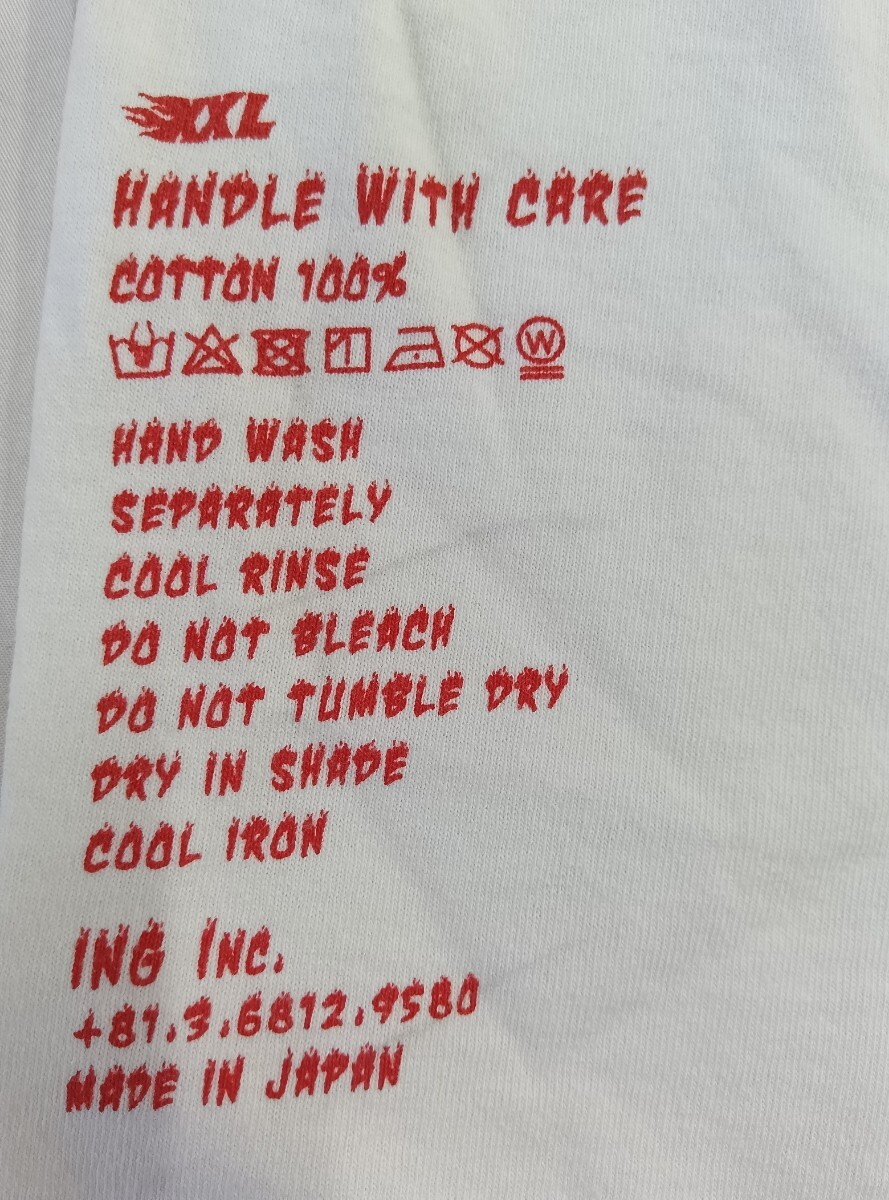 XXL
HANDLE WITH CARE
COTTON 100%
W
HAND WASH
SEPARATELY
COOL RINSE
DO NOT BLEACH
DO NOT TUMBLE DRY
DRY IN SHADE
COOL IRON
ING INC.
+81.3.6812.9580
MADE IN JAPAN